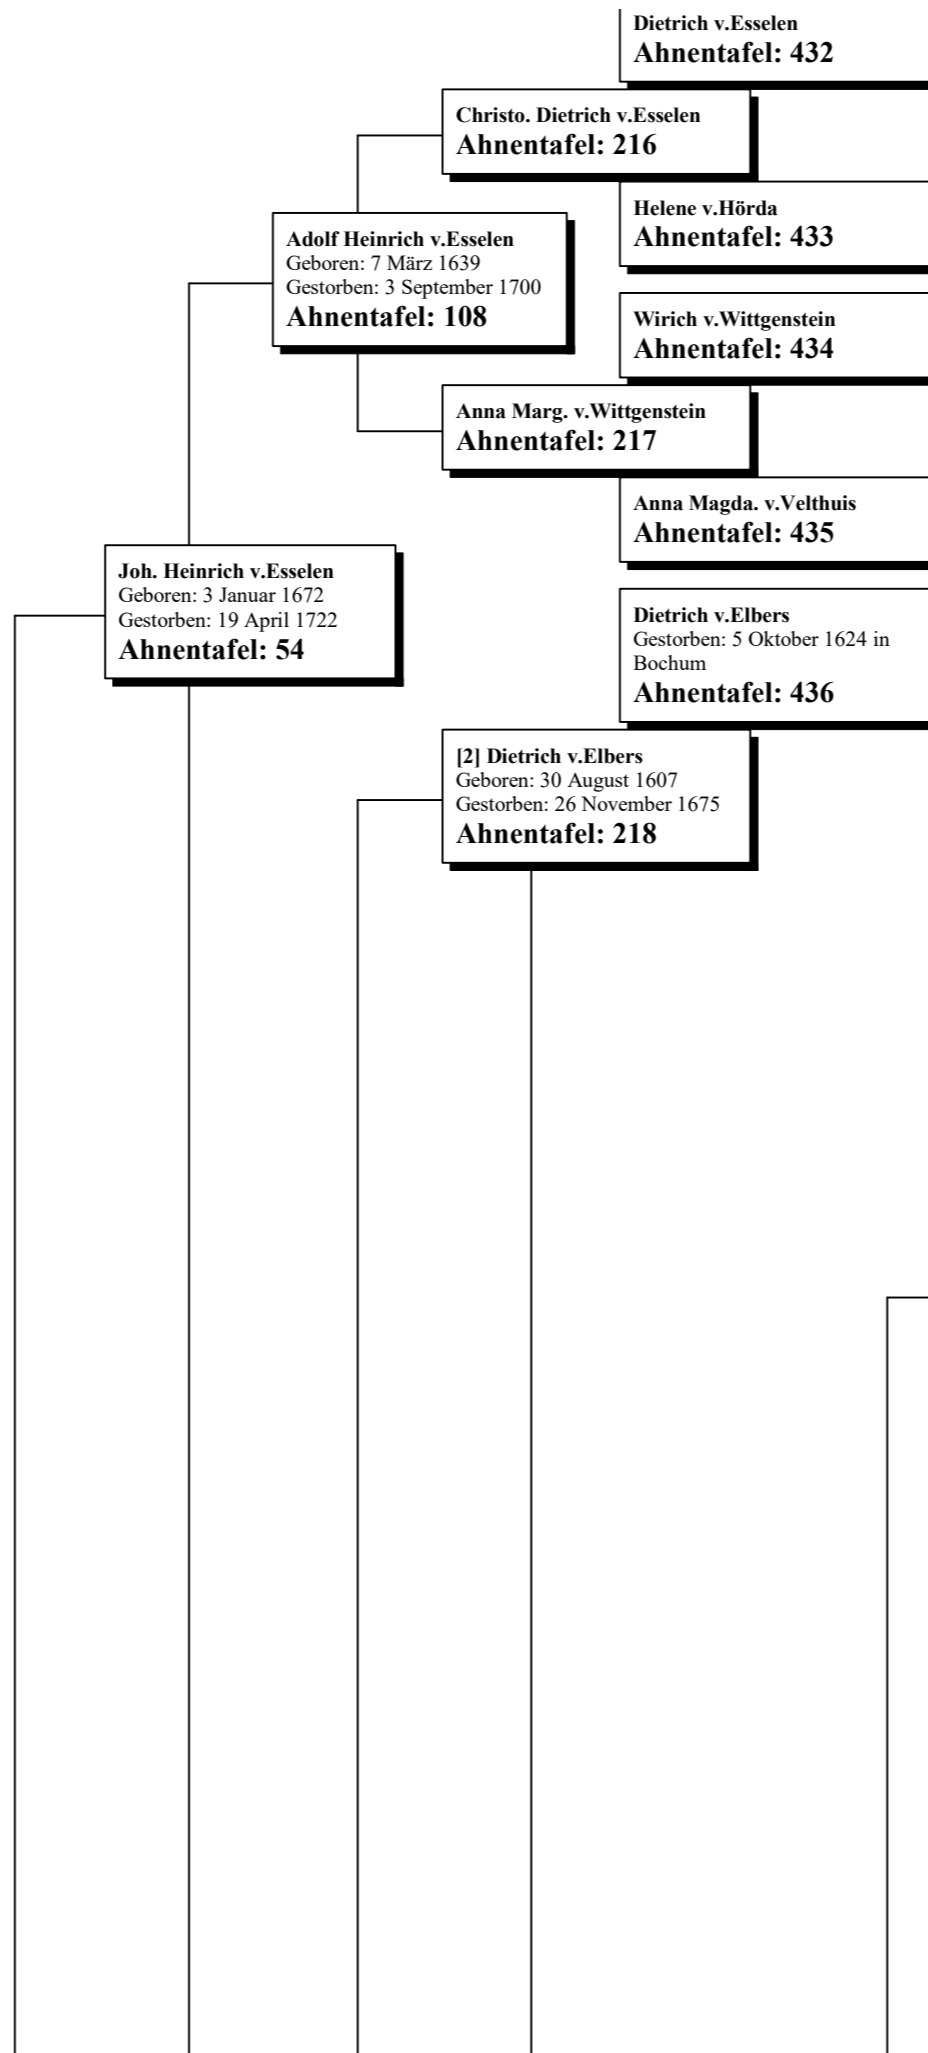 Dietrich v.Esselen
Ahnentafel: 432
Christo. Dietrich v.Esselen
Ahnentafel: 216
Helene v.Hörda
Ahnentafel: 433
Adolf Heinrich v.Esselen
Geboren: 7 März 1639
Gestorben: 3 September 1700
Ahnentafel: 108
Wirich v.Wittgenstein
Ahnentafel: 434
Anna Marg. v.Wittgenstein
Ahnentafel: 217
Anna Magda. v.Velthuis
Ahnentafel: 435
Joh. Heinrich v.Esselen
Geboren: 3 Januar 1672
Gestorben: 19 April 1722
Ahnentafel: 54
Dietrich v.Elbers
Gestorben: 5 Oktober 1624 in
Bochum
Ahnentafel: 436
[2] Dietrich v.Elbers
Geboren: 30 August 1607
Gestorben: 26 November 1675
Ahnentafel: 218